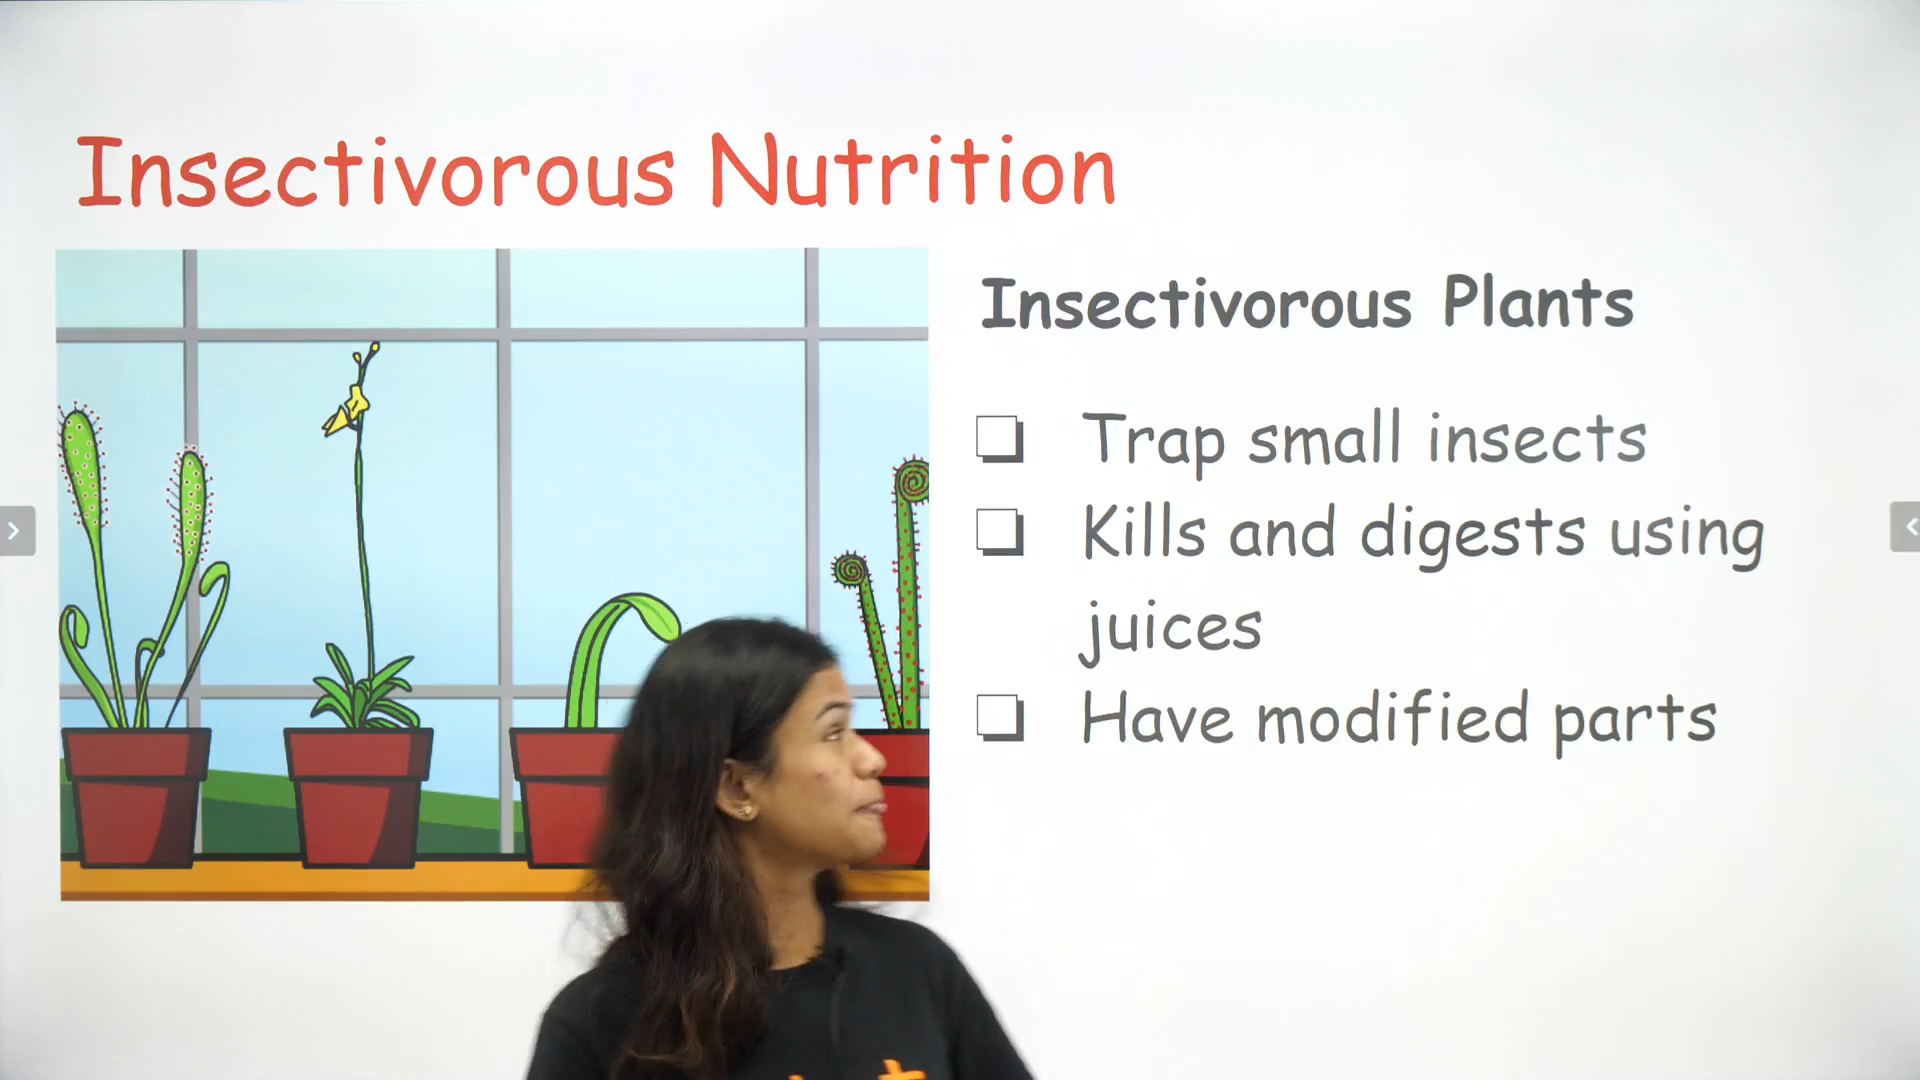 Insectivorous Nutrition
Insectivorous Plants
Trap small insects
Kills and digests using
juices
Have modified parts